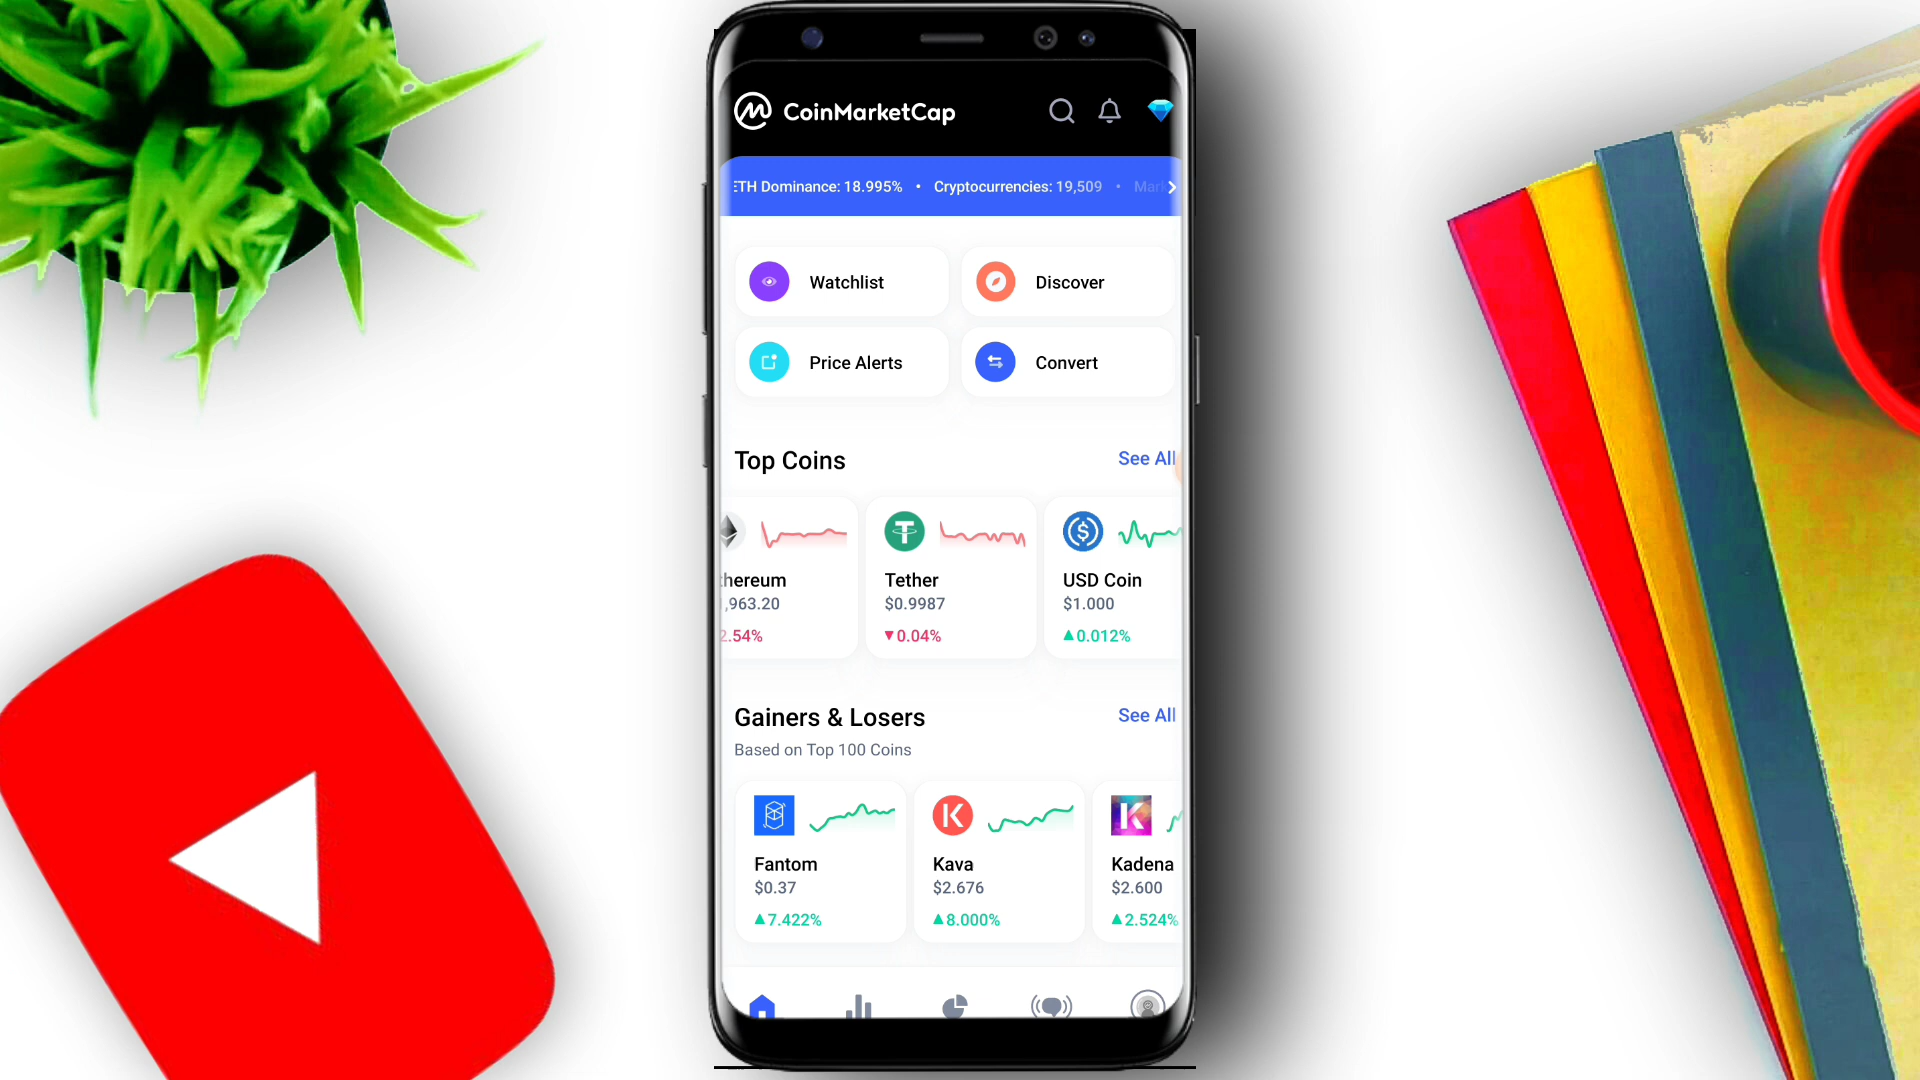 CoinMarketCap
ETH Dominance: 18.995% • Cryptocurrencies: 19,509 •
Watchlist
Discover
Price Alerts
Convert
Top Coins
See All
Tether
USD Coin
,963.20
$0.9987
$1.000
2.54%
▼0.04%
▲0.012%
Gainers & Losers
See All
Based on Top 100 Coins
Fantom
Kava
Kadena
$0.37
$2.676
$2.600
▲7.422%
▲8.000%
▲2.524%